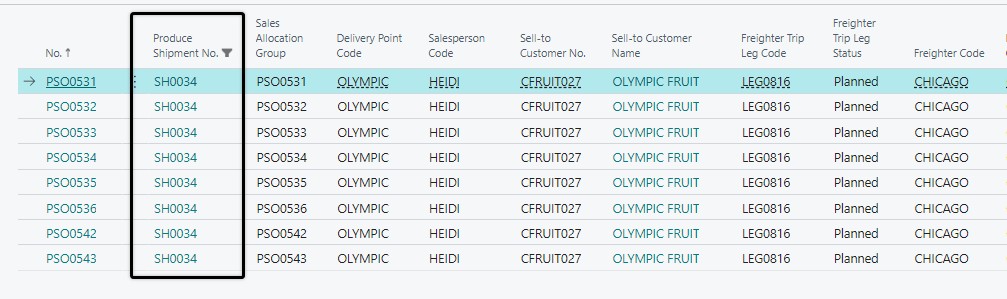 No. ↑ Produce Shipment No. Sales Allocation Group Delivery Point Code Salesperson Code Sell-to Customer No. Sell-to Customer Name Freighter Trip Leg Code Freighter Trip Leg Status Freighter Code
PSO0531 SH0034 PSO0531 OLYMPIC HEIDI CFRUIT027 OLYMPIC FRUIT LEG0816 Planned CHICAGO
PSO0532 SH0034 PSO0532 OLYMPIC HEIDI CFRUIT027 OLYMPIC FRUIT LEG0816 Planned CHICAGO
PSO0533 SH0034 PSO0533 OLYMPIC HEIDI CFRUIT027 OLYMPIC FRUIT LEG0816 Planned CHICAGO
PSO0534 SH0034 PSO0534 OLYMPIC HEIDI CFRUIT027 OLYMPIC FRUIT LEG0816 Planned CHICAGO
PSO0535 SH0034 PSO0535 OLYMPIC HEIDI CFRUIT027 OLYMPIC FRUIT LEG0816 Planned CHICAGO
PSO0536 SH0034 PSO0536 OLYMPIC HEIDI CFRUIT027 OLYMPIC FRUIT LEG0816 Planned CHICAGO
PSO0542 SH0034 PSO0542 OLYMPIC HEIDI CFRUIT027 OLYMPIC FRUIT LEG0816 Planned CHICAGO
PSO0543 SH0034 PSO0543 OLYMPIC HEIDI CFRUIT027 OLYMPIC FRUIT LEG0816 Planned CHICAGO